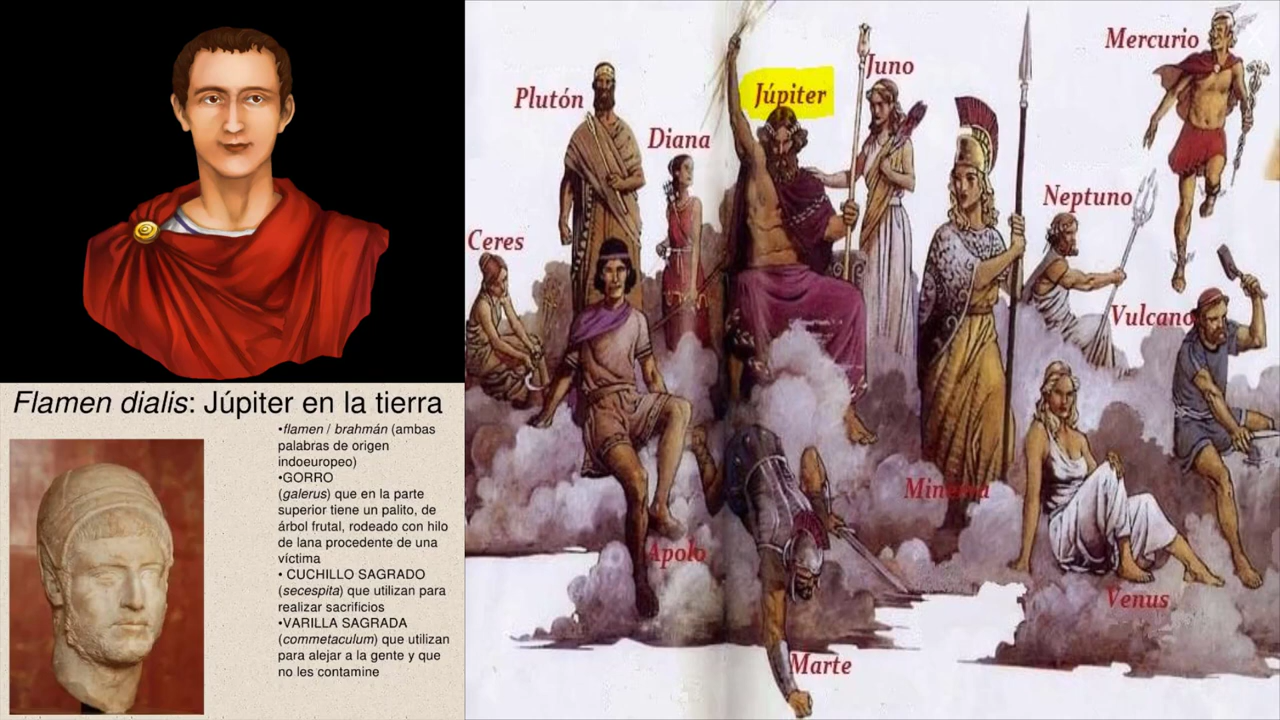 Flamen dialis: Júpiter en la tierra
•flamen / brahmán (ambas
palabras de origen
indoeuropeo)
•GORRO
(galerus) que en la parte
superior tiene un palito, de
árbol frutal, rodeado con hilo
de lana procedente de una
víctima
• CUCHILLO SAGRADO
(secespita) que utilizan para
realizar sacrificios
•VARILLA SAGRADA
(commetaculum) que utilizan
para alejar a la gente y que
no les contamine
Mercurio
Juno
Plutón
Júpiter
Diana
Neptuno
Ceres
Vulcano
Minerva
Apolo
Venus
Marte